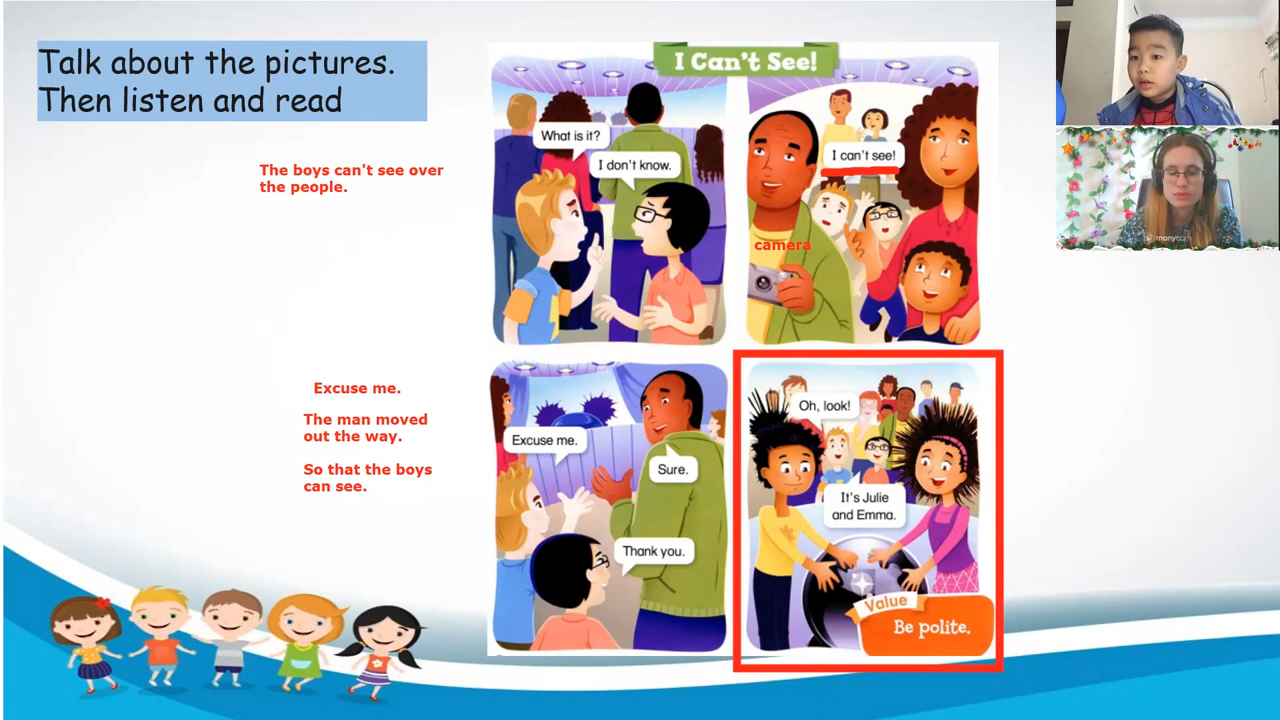 Talk about the pictures.
Then listen and read
The boys can't see over
the people.
Excuse me.
The man moved
out the way.
So that the boys
can see.
I Can't See!
What is it?
I don't know.
I can't see!
camera
Excuse me.
Sure.
Thank you.
Oh, look!
It's Julie
and Emma.
Value
Be polite.
manycam